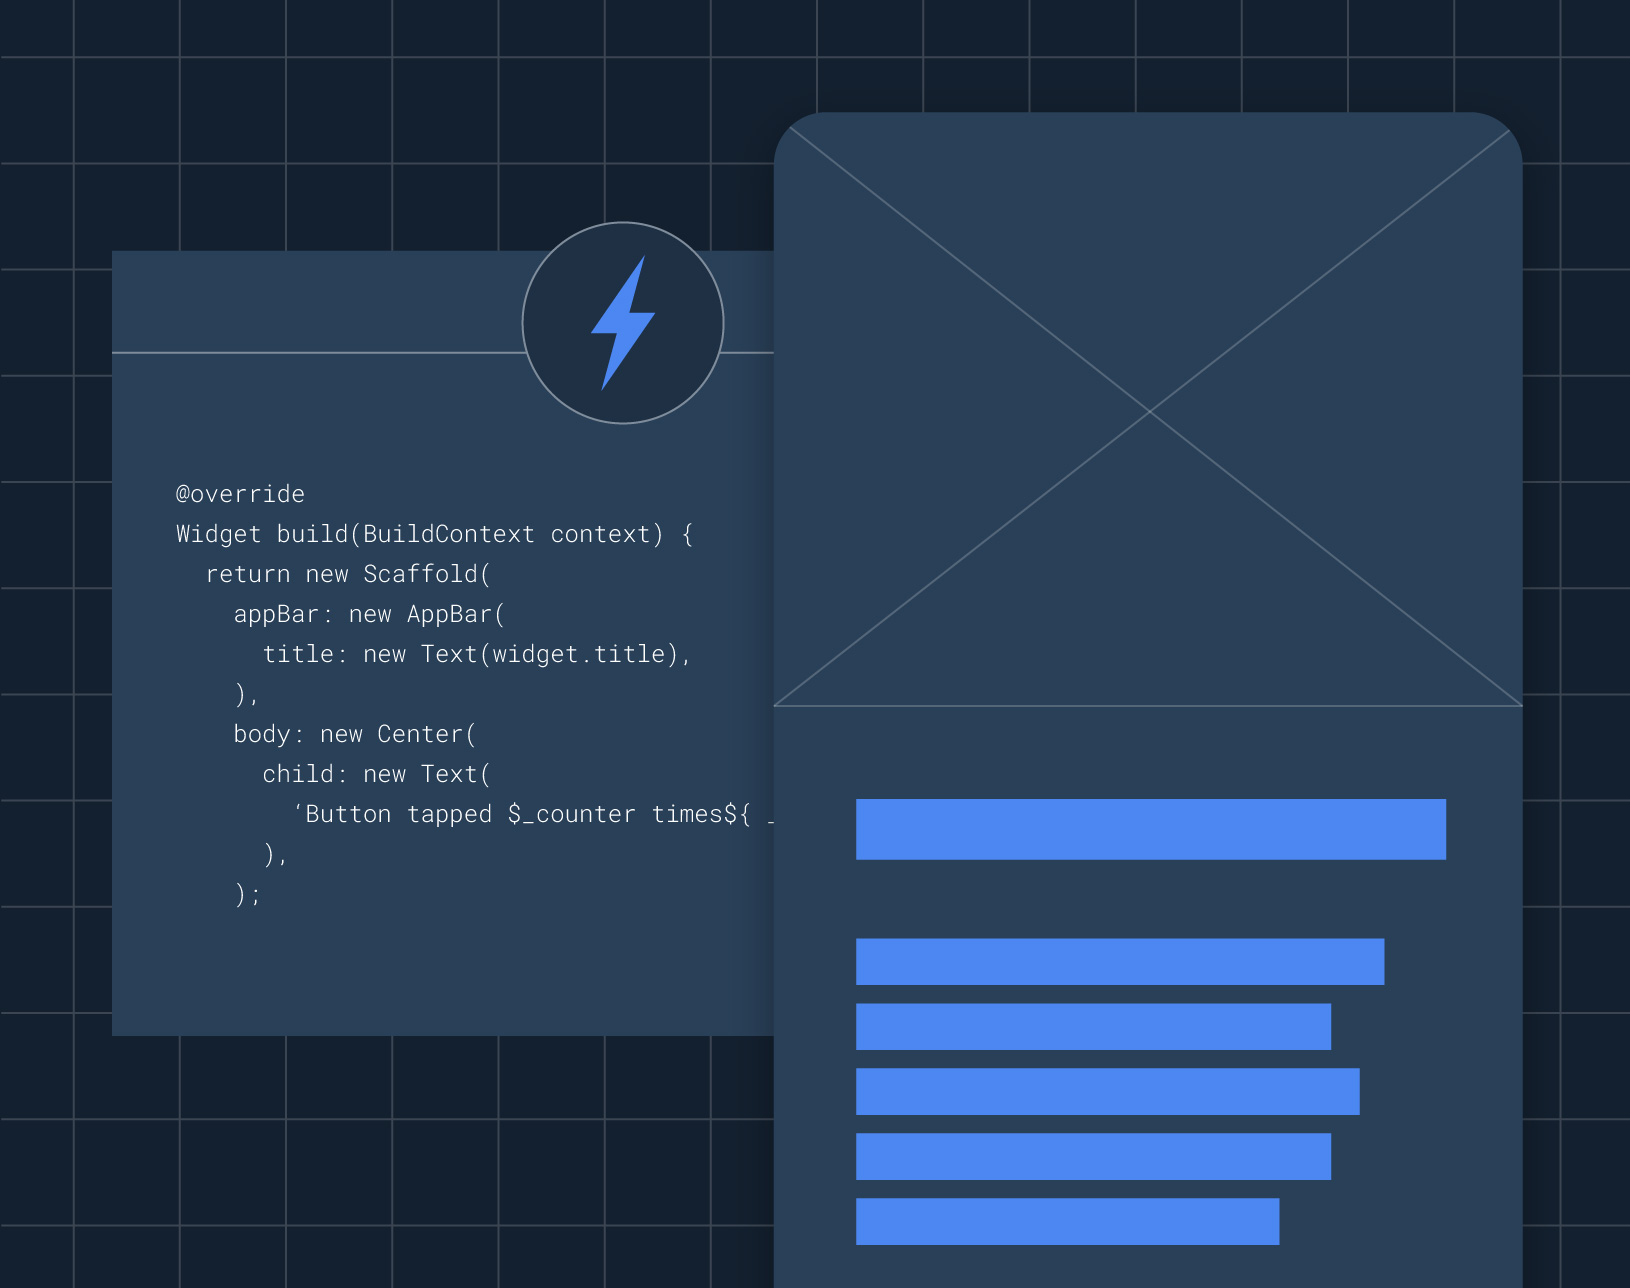 @override
Widget build(BuildContext context) {
  return new Scaffold(
    appBar: new AppBar(
      title: new Text(widget.title),
    ),
    body: new Center(
      child: new Text(
        ‘Button tapped $_counter times${ _
      ),
    );